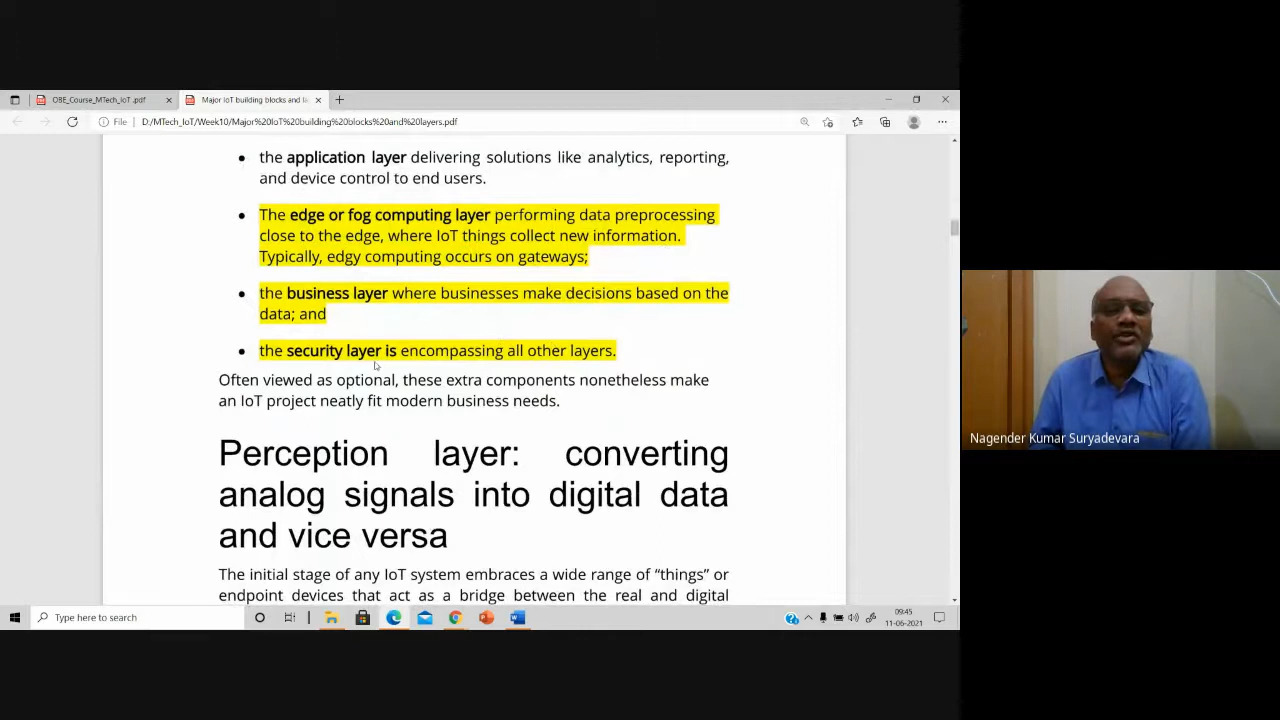 OBE_Course_MTech_IoT .pdf
Major IoT building blocks and la
File
D:/MTech_IoT/Week10/Major%20IoT%20building%20blocks%20and%20layers.pdf
• the application layer delivering solutions like analytics, reporting,
and device control to end users.
• The edge or fog computing layer performing data preprocessing
close to the edge, where IoT things collect new information.
Typically, edgy computing occurs on gateways;
• the business layer where businesses make decisions based on the
data; and
• the security layer is encompassing all other layers.
Often viewed as optional, these extra components nonetheless make
an IoT project neatly fit modern business needs.
Perception layer: converting
analog signals into digital data
and vice versa
The initial stage of any IoT system embraces a wide range of “things” or
endpoint devices that act as a bridge between the real and digital
Nagender Kumar Suryadevara
Type here to search
09:45
11-06-2021